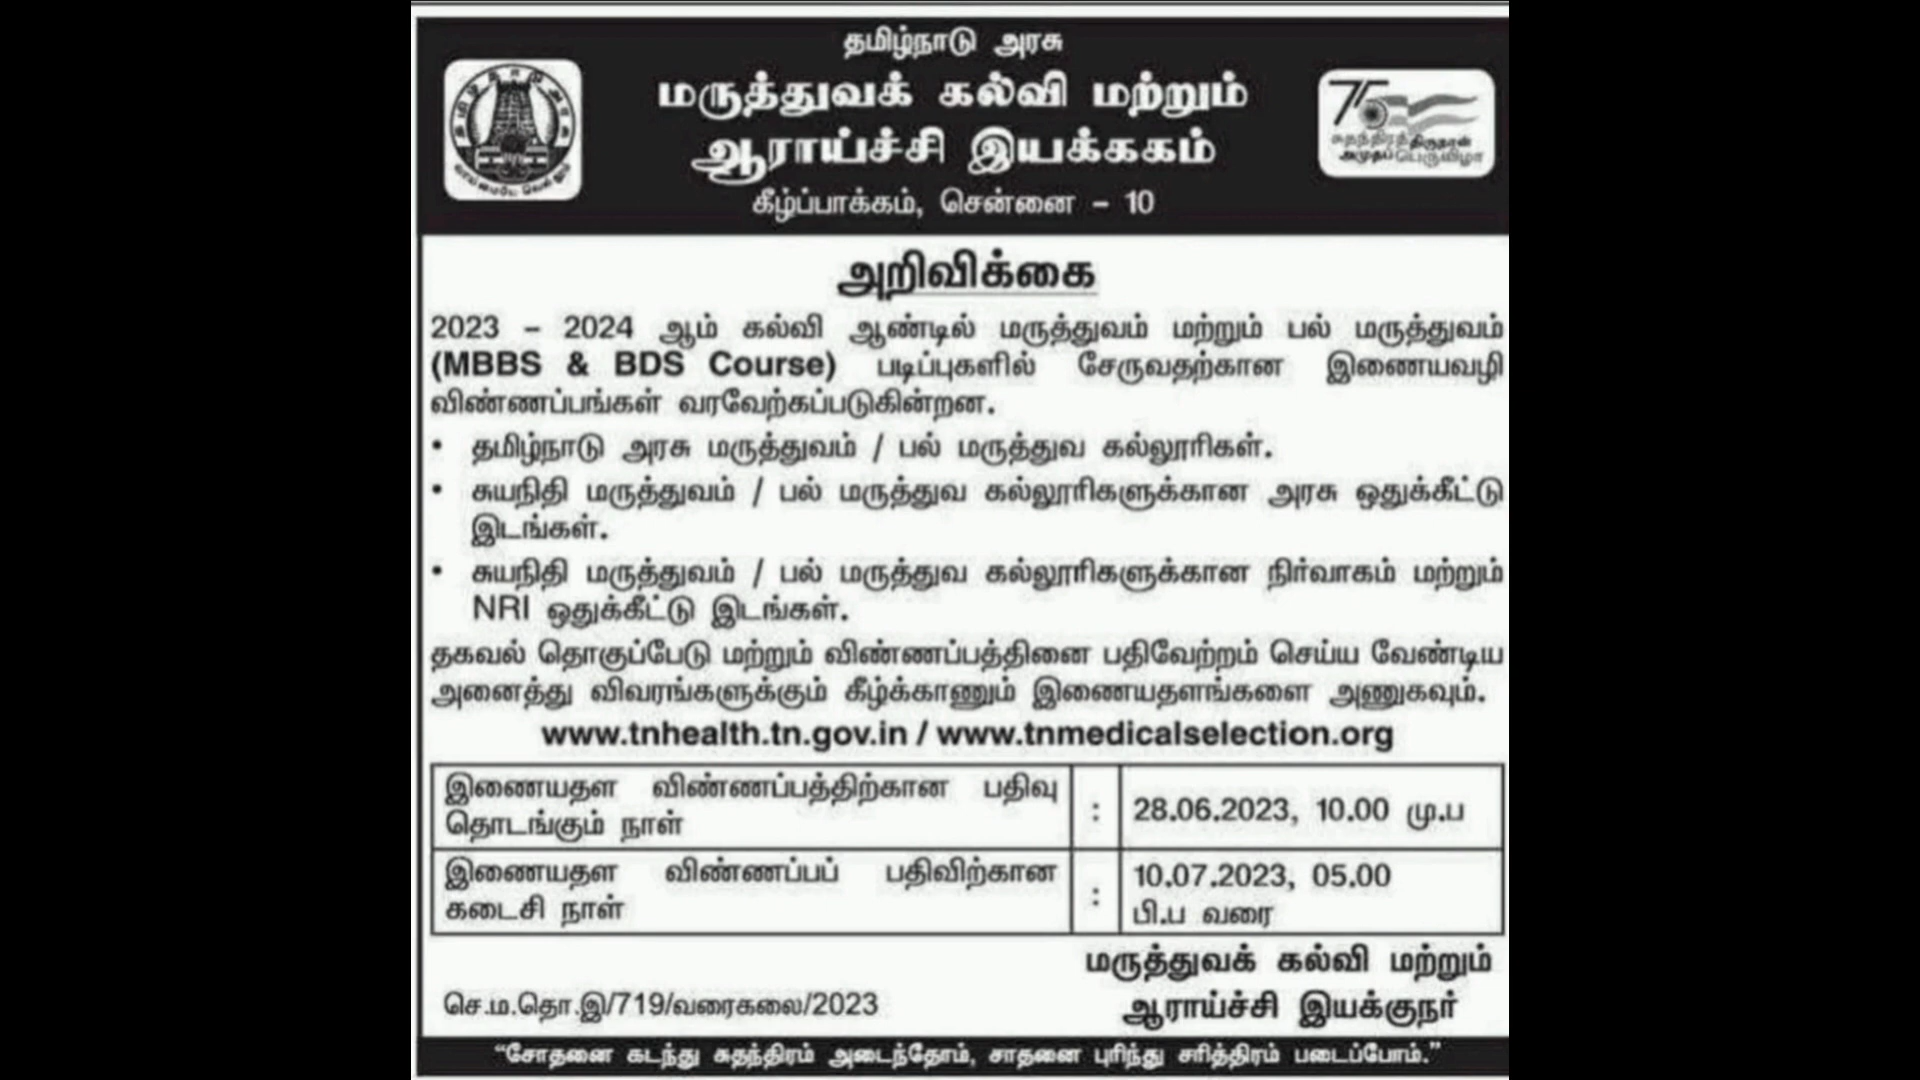 தமிழ்நாடு அரசு
மருத்துவக் கல்வி மற்றும்
ஆராய்ச்சி இயக்ககம்
கீழ்ப்பாக்கம், சென்னை – 10
தமிழ்நாடு அரசு
வாய்மையே வெல்லும்
75
சுதந்திரத் திருநாள்
அமுதப் பெருவிழா
அறிவிக்கை
2023 – 2024 ஆம் கல்வி ஆண்டில் மருத்துவம் மற்றும் பல் மருத்துவம்
(MBBS & BDS Course) படிப்புகளில் சேருவதற்கான இணையவழி
விண்ணப்பங்கள் வரவேற்கப்படுகின்றன.
• தமிழ்நாடு அரசு மருத்துவம் / பல் மருத்துவ கல்லூரிகள்.
• சுயநிதி மருத்துவம் / பல் மருத்துவ கல்லூரிகளுக்கான அரசு ஒதுக்கீட்டு
இடங்கள்.
• சுயநிதி மருத்துவம் / பல் மருத்துவ கல்லூரிகளுக்கான நிர்வாகம் மற்றும்
NRI ஒதுக்கீட்டு இடங்கள்.
தகவல் தொகுப்பேடு மற்றும் விண்ணப்பத்தினை பதிவேற்றம் செய்ய வேண்டிய
அனைத்து விவரங்களுக்கும் கீழ்க்காணும் இணையதளங்களை அணுகவும்.
www.tnhealth.tn.gov.in / www.tnmedicalselection.org
இணையதள விண்ணப்பத்திற்கான பதிவு
தொடங்கும் நாள் : 28.06.2023, 10.00 மு.ப
இணையதள விண்ணப்பப் பதிவிற்கான
கடைசி நாள் : 10.07.2023, 05.00
பி.ப வரை
மருத்துவக் கல்வி மற்றும்
ஆராய்ச்சி இயக்குநர்
செ.ம.தொ.இ/719/வரைகலை/2023
“சோதனை கடந்து சுதந்திரம் அடைந்தோம், சாதனை புரிந்து சரித்திரம் படைப்போம்.”